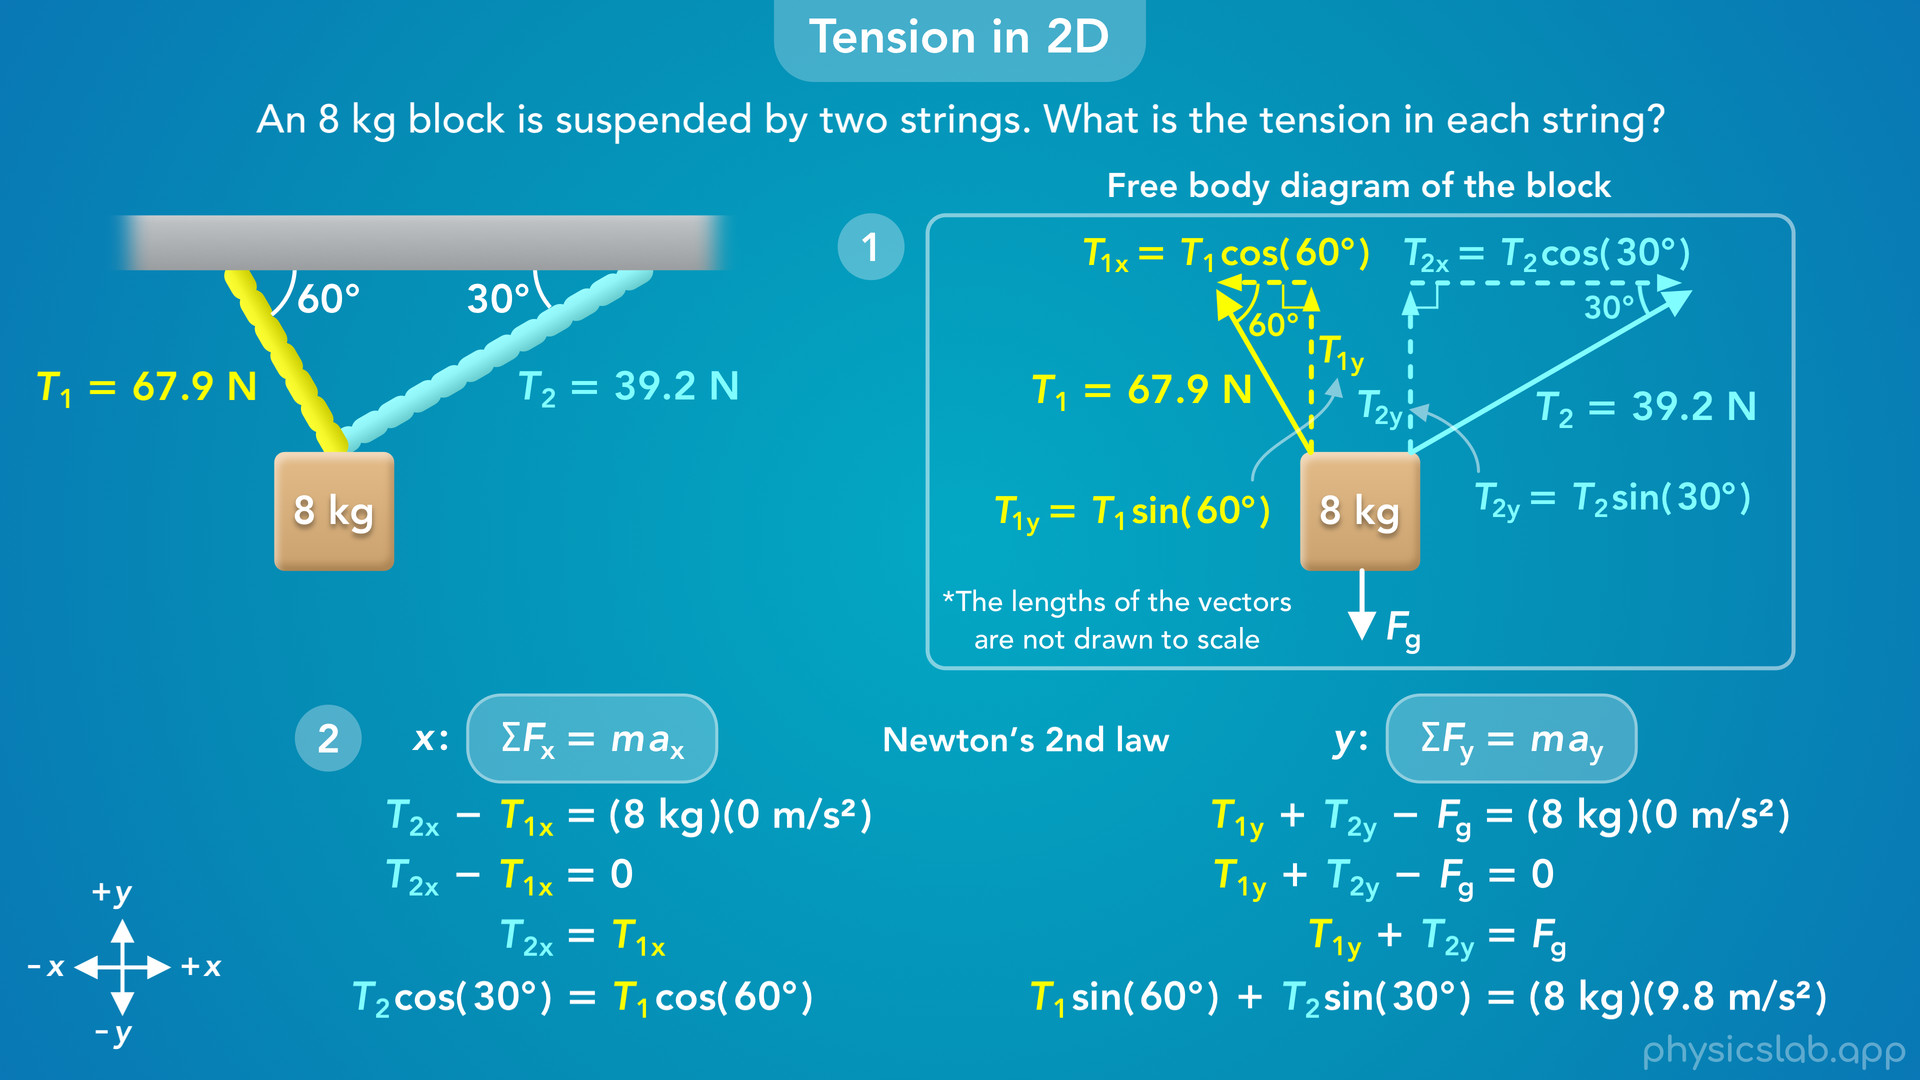 Tension in 2D
An 8 kg block is suspended by two strings. What is the tension in each string?
60°
30°
T₁ = 67.9 N
T₂ = 39.2 N
8 kg
1
Free body diagram of the block
T₁ₓ = T₁cos(60°)
T₂ₓ = T₂cos(30°)
60°
30°
T₁y
T₁ = 67.9 N
T₂y
T₂ = 39.2 N
T₁y = T₁sin(60°)
8 kg
T₂y = T₂sin(30°)
*The lengths of the vectors
are not drawn to scale
Fg
2
x: ΣFₓ = maₓ
Newton's 2nd law
y: ΣFy = may
T₂ₓ − T₁ₓ = (8 kg)(0 m/s²)
T₂ₓ − T₁ₓ = 0
T₂ₓ = T₁ₓ
T₂cos(30°) = T₁cos(60°)
T₁y + T₂y − Fg = (8 kg)(0 m/s²)
T₁y + T₂y − Fg = 0
T₁y + T₂y = Fg
T₁sin(60°) + T₂sin(30°) = (8 kg)(9.8 m/s²)
+y
−x
+x
−y
physicslab.app